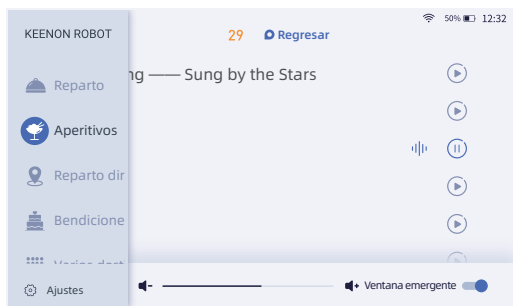 50% 12:32
KEENON ROBOT
29 Regresar
ng —— Sung by the Stars
Reparto
Aperitivos
Reparto dir
Bendicione
Ajustes
Ventana emergente